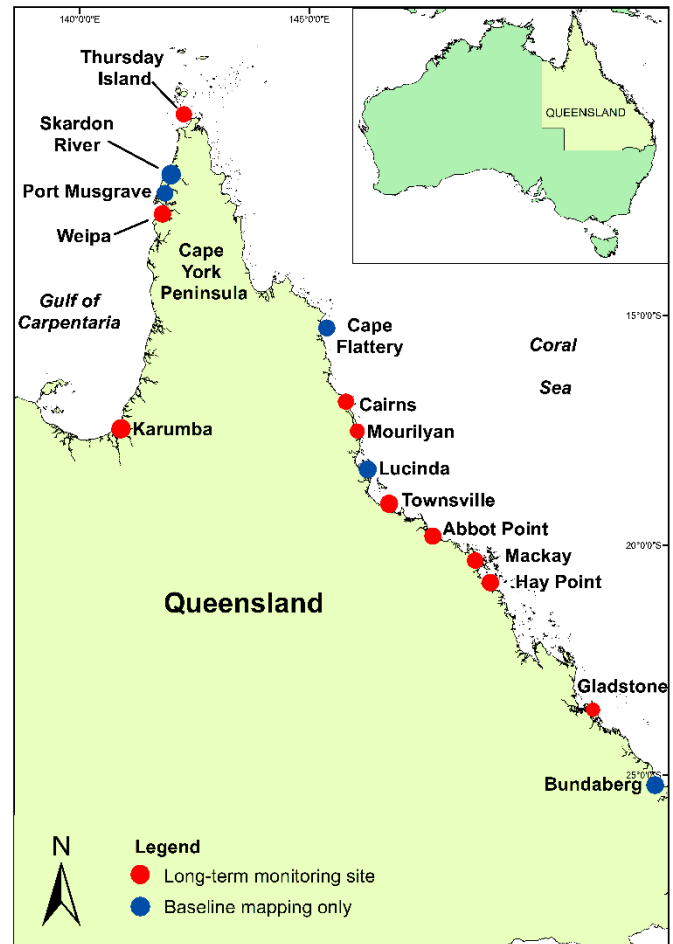 140°0'0"E
145°0'0"E
Thursday
Island
Skardon
River
Port Musgrave
Weipa
Cape
York
Peninsula
Gulf of
Carpentaria
QUEENSLAND
15°0'0"S
Cape
Flattery
Coral
Sea
Cairns
Mourilyan
Karumba
Lucinda
Townsville
Abbot Point
20°0'0"S
Mackay
Hay Point
Queensland
Gladstone
25°0'0"S
Bundaberg
N
Legend
Long-term monitoring site
Baseline mapping only